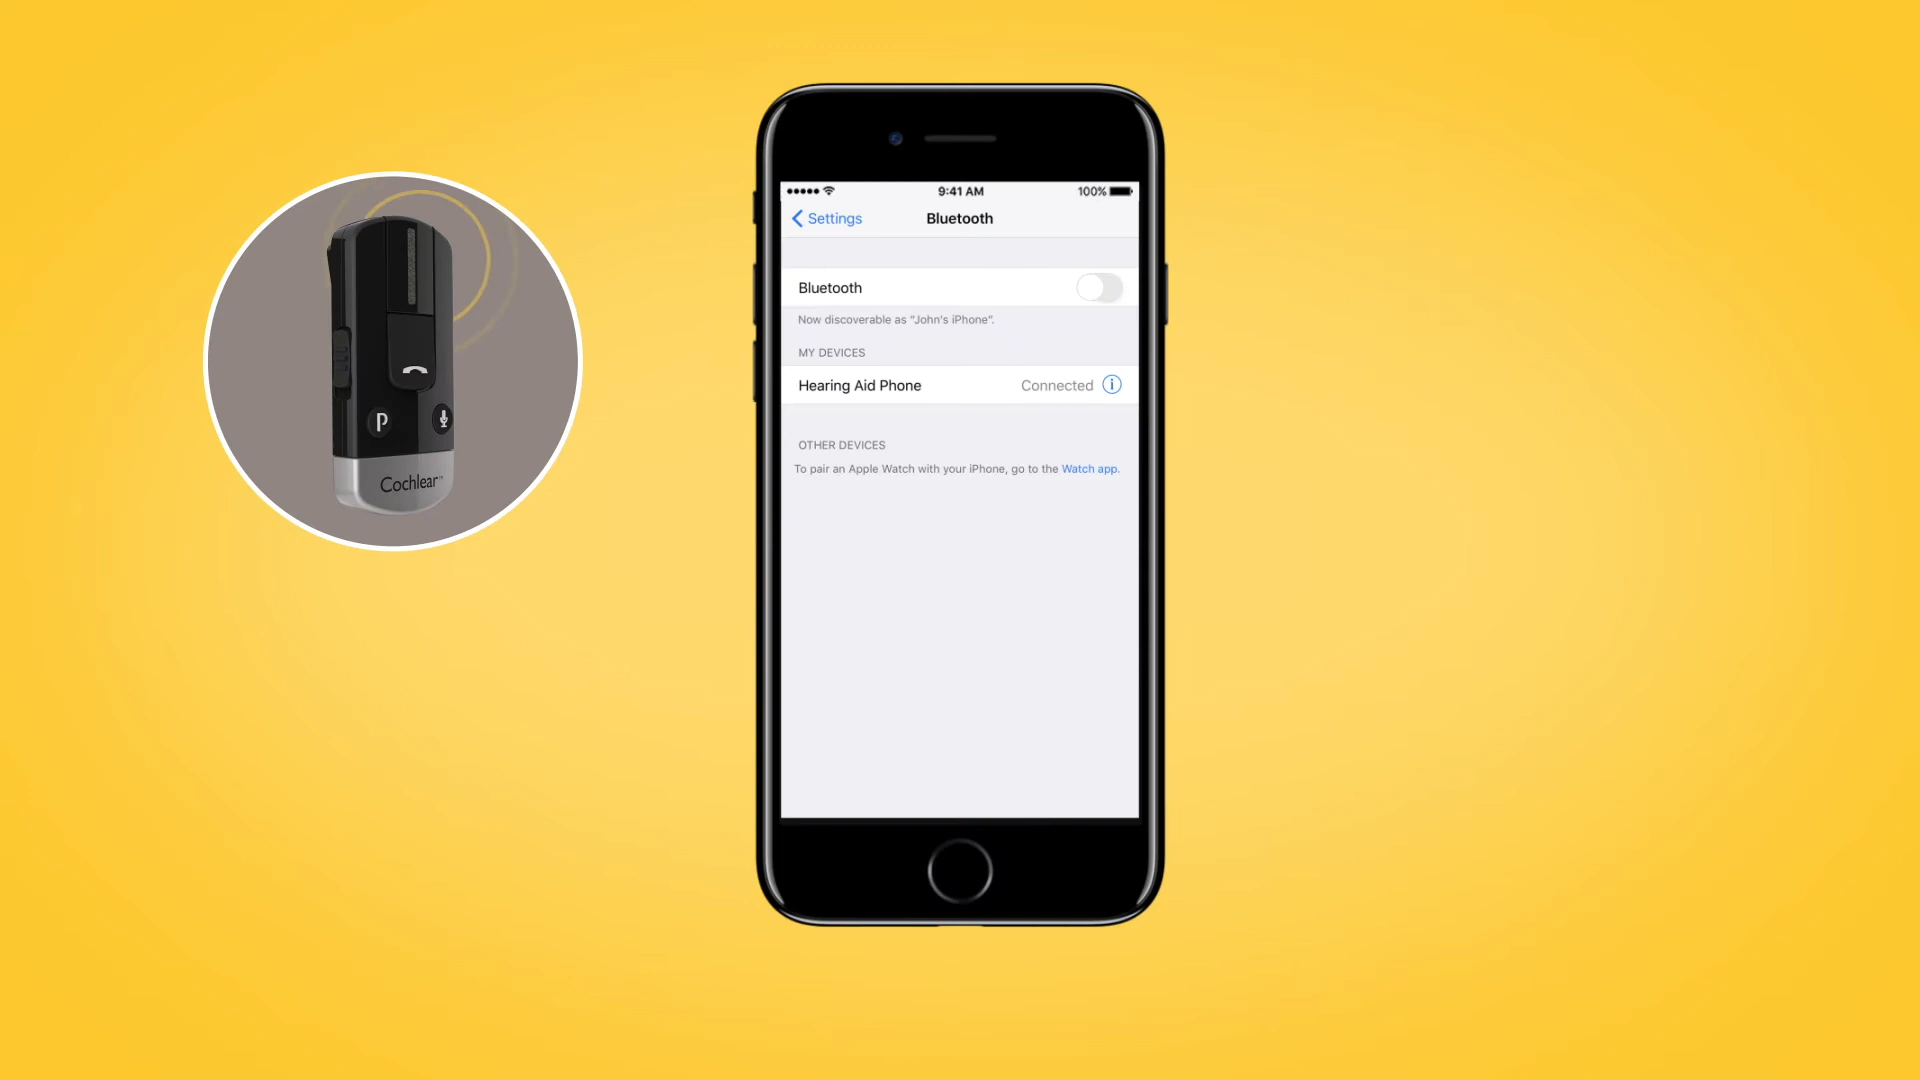 9:41 AM
100%
Settings
Bluetooth
Bluetooth
Now discoverable as “John's iPhone”.
MY DEVICES
Hearing Aid Phone
Connected
OTHER DEVICES
To pair an Apple Watch with your iPhone, go to the Watch app.
P
Cochlear™